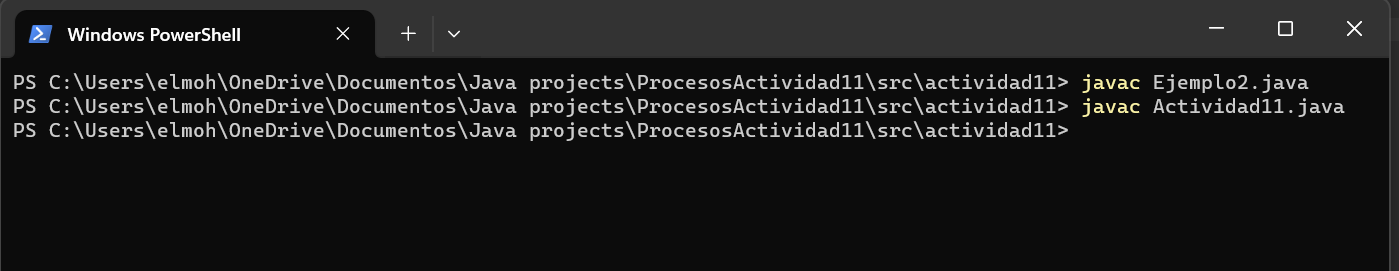 Windows PowerShell
PS C:\Users\elmoh\OneDrive\Documentos\Java projects\ProcesosActividad11\src\actividad11> javac Ejemplo2.java
PS C:\Users\elmoh\OneDrive\Documentos\Java projects\ProcesosActividad11\src\actividad11> javac Actividad11.java
PS C:\Users\elmoh\OneDrive\Documentos\Java projects\ProcesosActividad11\src\actividad11>